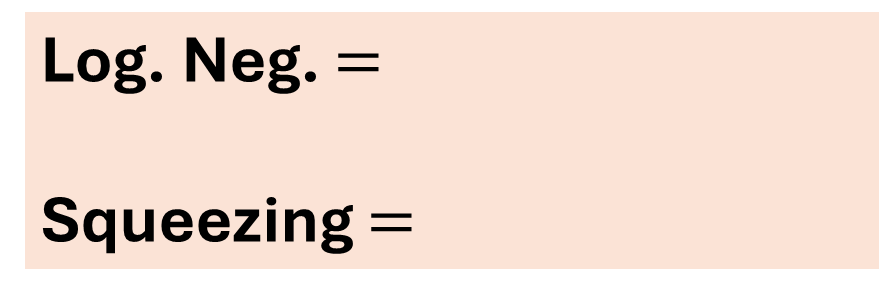 Log. Neg. =
Squeezing =